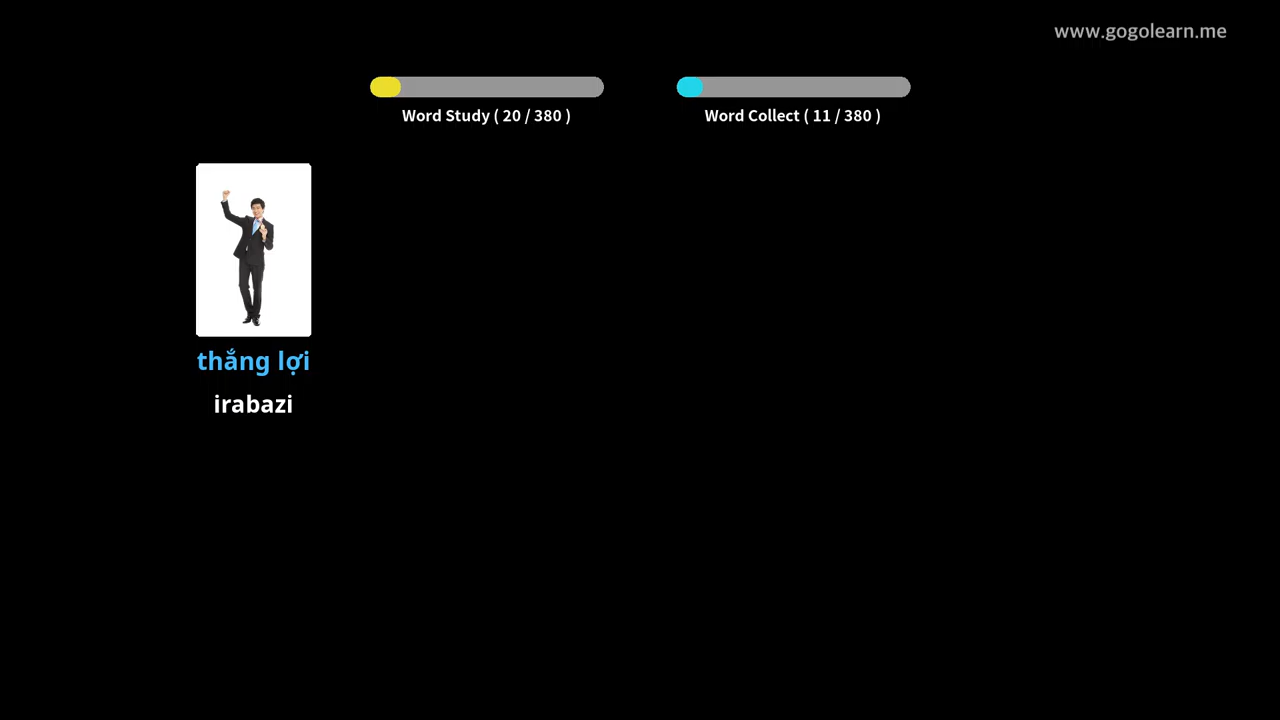 www.gogolearn.me
Word Study ( 20 / 380 )
Word Collect ( 11 / 380 )
thắng lợi
irabazi